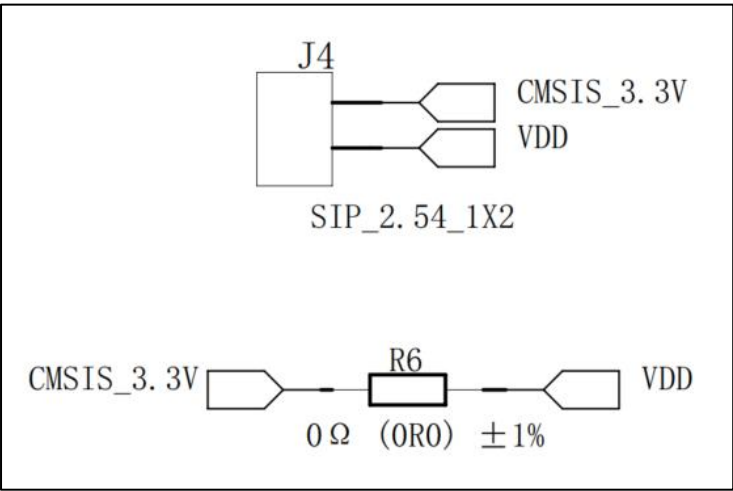 J4
CMSIS_3.3V
VDD
SIP_2.54_1X2
R6
CMSIS_3.3V
VDD
0Ω (0R0) ±1%